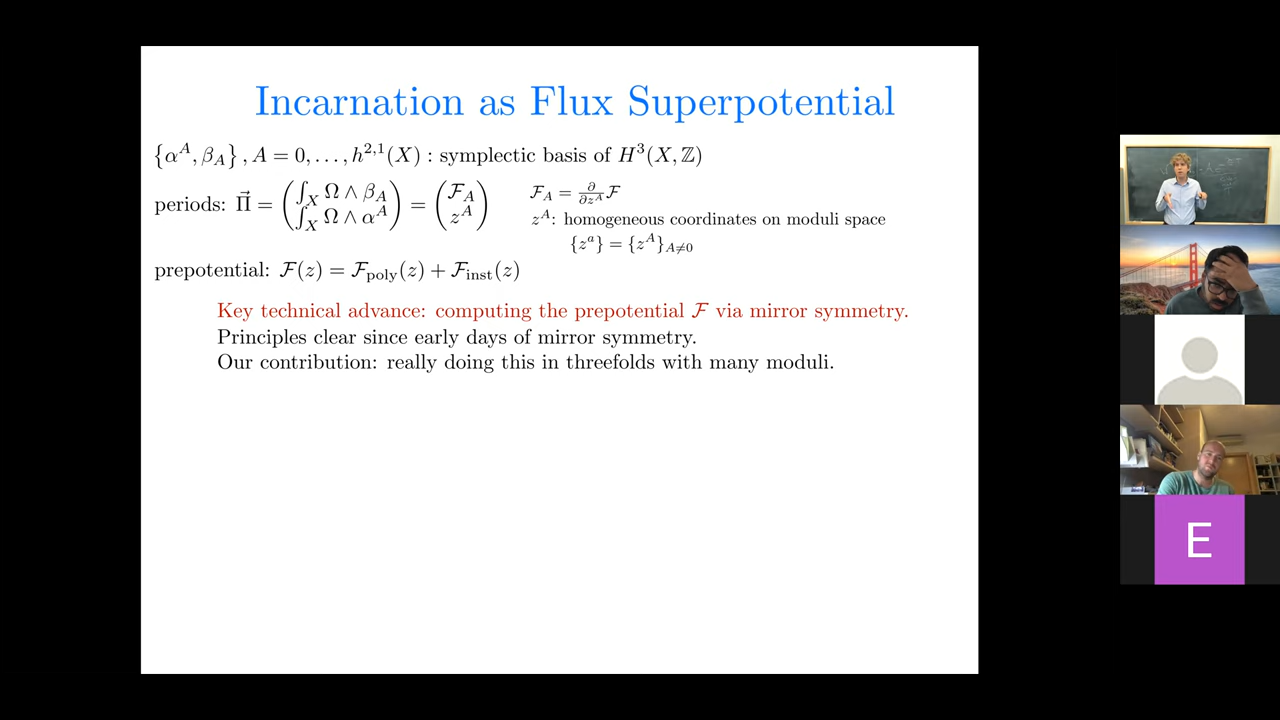 Incarnation as Flux Superpotential
{α^A, β_A}, A = 0, ..., h^{2,1}(X) : symplectic basis of H^3(X, ℤ)
periods: \vec{Π} = (∫_X Ω ∧ β_A, ∫_X Ω ∧ α^A) = (ℱ_A, z^A)
ℱ_A = ∂/∂z^A ℱ
z^A: homogeneous coordinates on moduli space
{z^a} = {z^A}_{A≠0}
prepotential: ℱ(z) = ℱ_poly(z) + ℱ_inst(z)
Key technical advance: computing the prepotential ℱ via mirror symmetry.
Principles clear since early days of mirror symmetry.
Our contribution: really doing this in threefolds with many moduli.
E